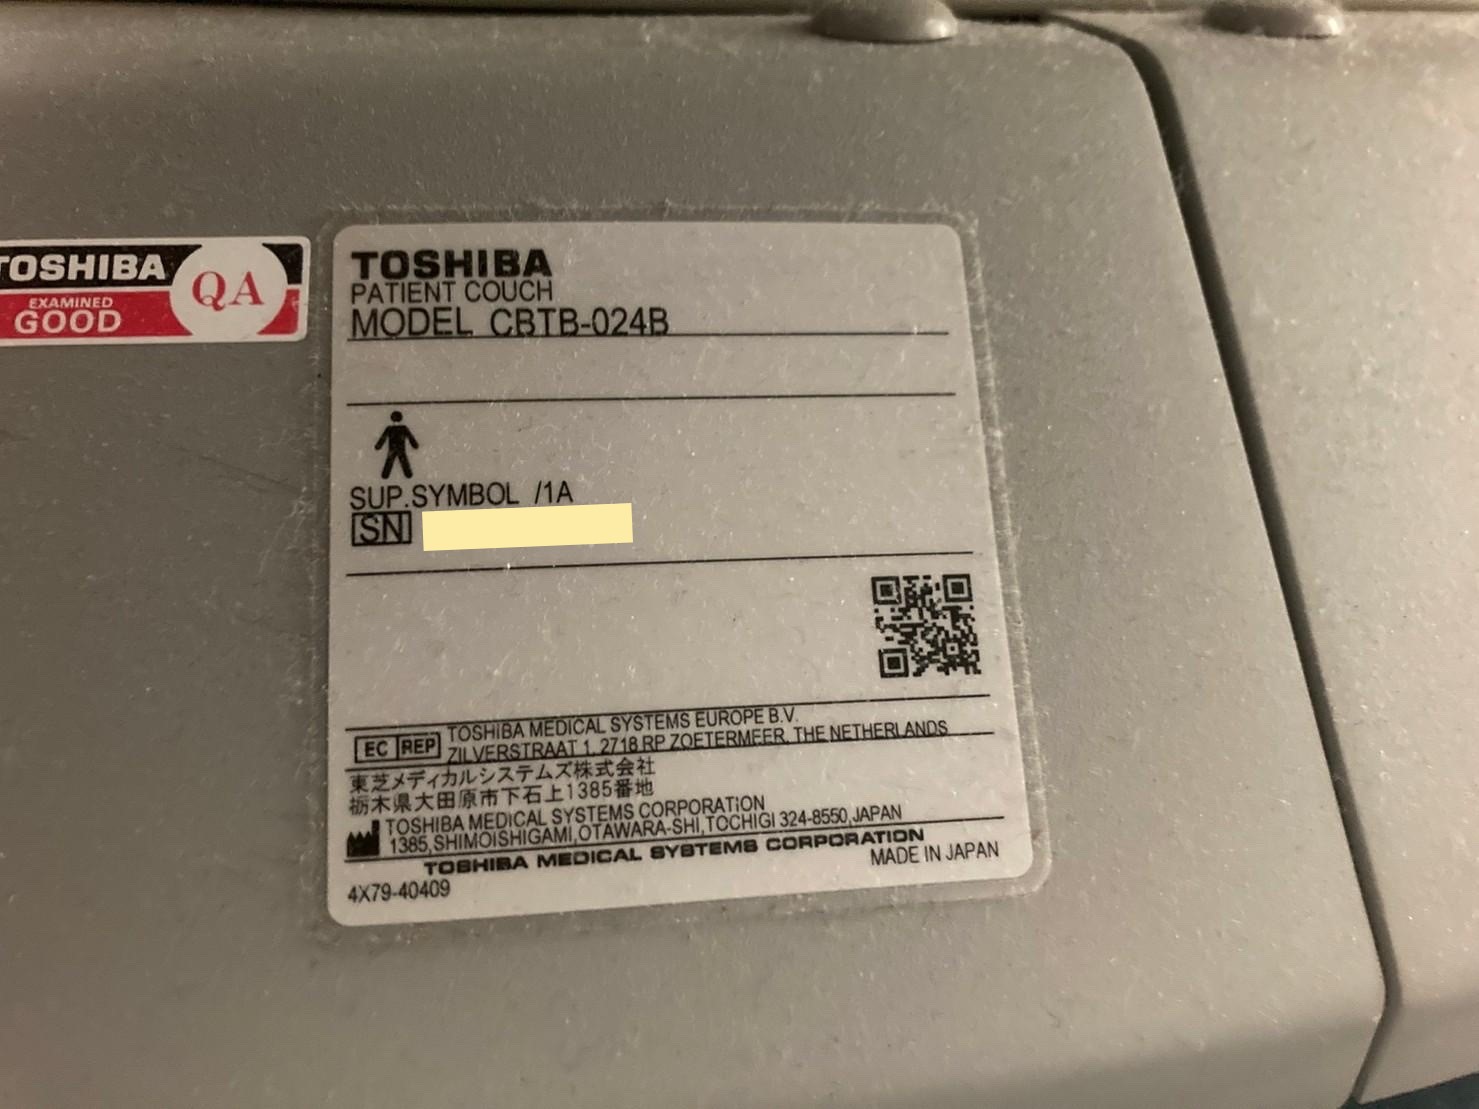 TOSHIBA
EXAMINED
GOOD
QA
TOSHIBA
PATIENT COUCH
MODEL CBTB-024B
SUP.SYMBOL /1A
SN
EC REP
TOSHIBA MEDICAL SYSTEMS EUROPE B.V.
ZILVERSTRAAT 1, 2718 RP ZOETERMEER, THE NETHERLANDS
東芝メディカルシステムズ株式会社
栃木県大田原市下石上1385番地
TOSHIBA MEDICAL SYSTEMS CORPORATION
1385,SHIMOISHIGAMI,OTAWARA-SHI,TOCHIGI 324-8550,JAPAN
TOSHIBA MEDICAL SYSTEMS CORPORATION
MADE IN JAPAN
4X79-40409